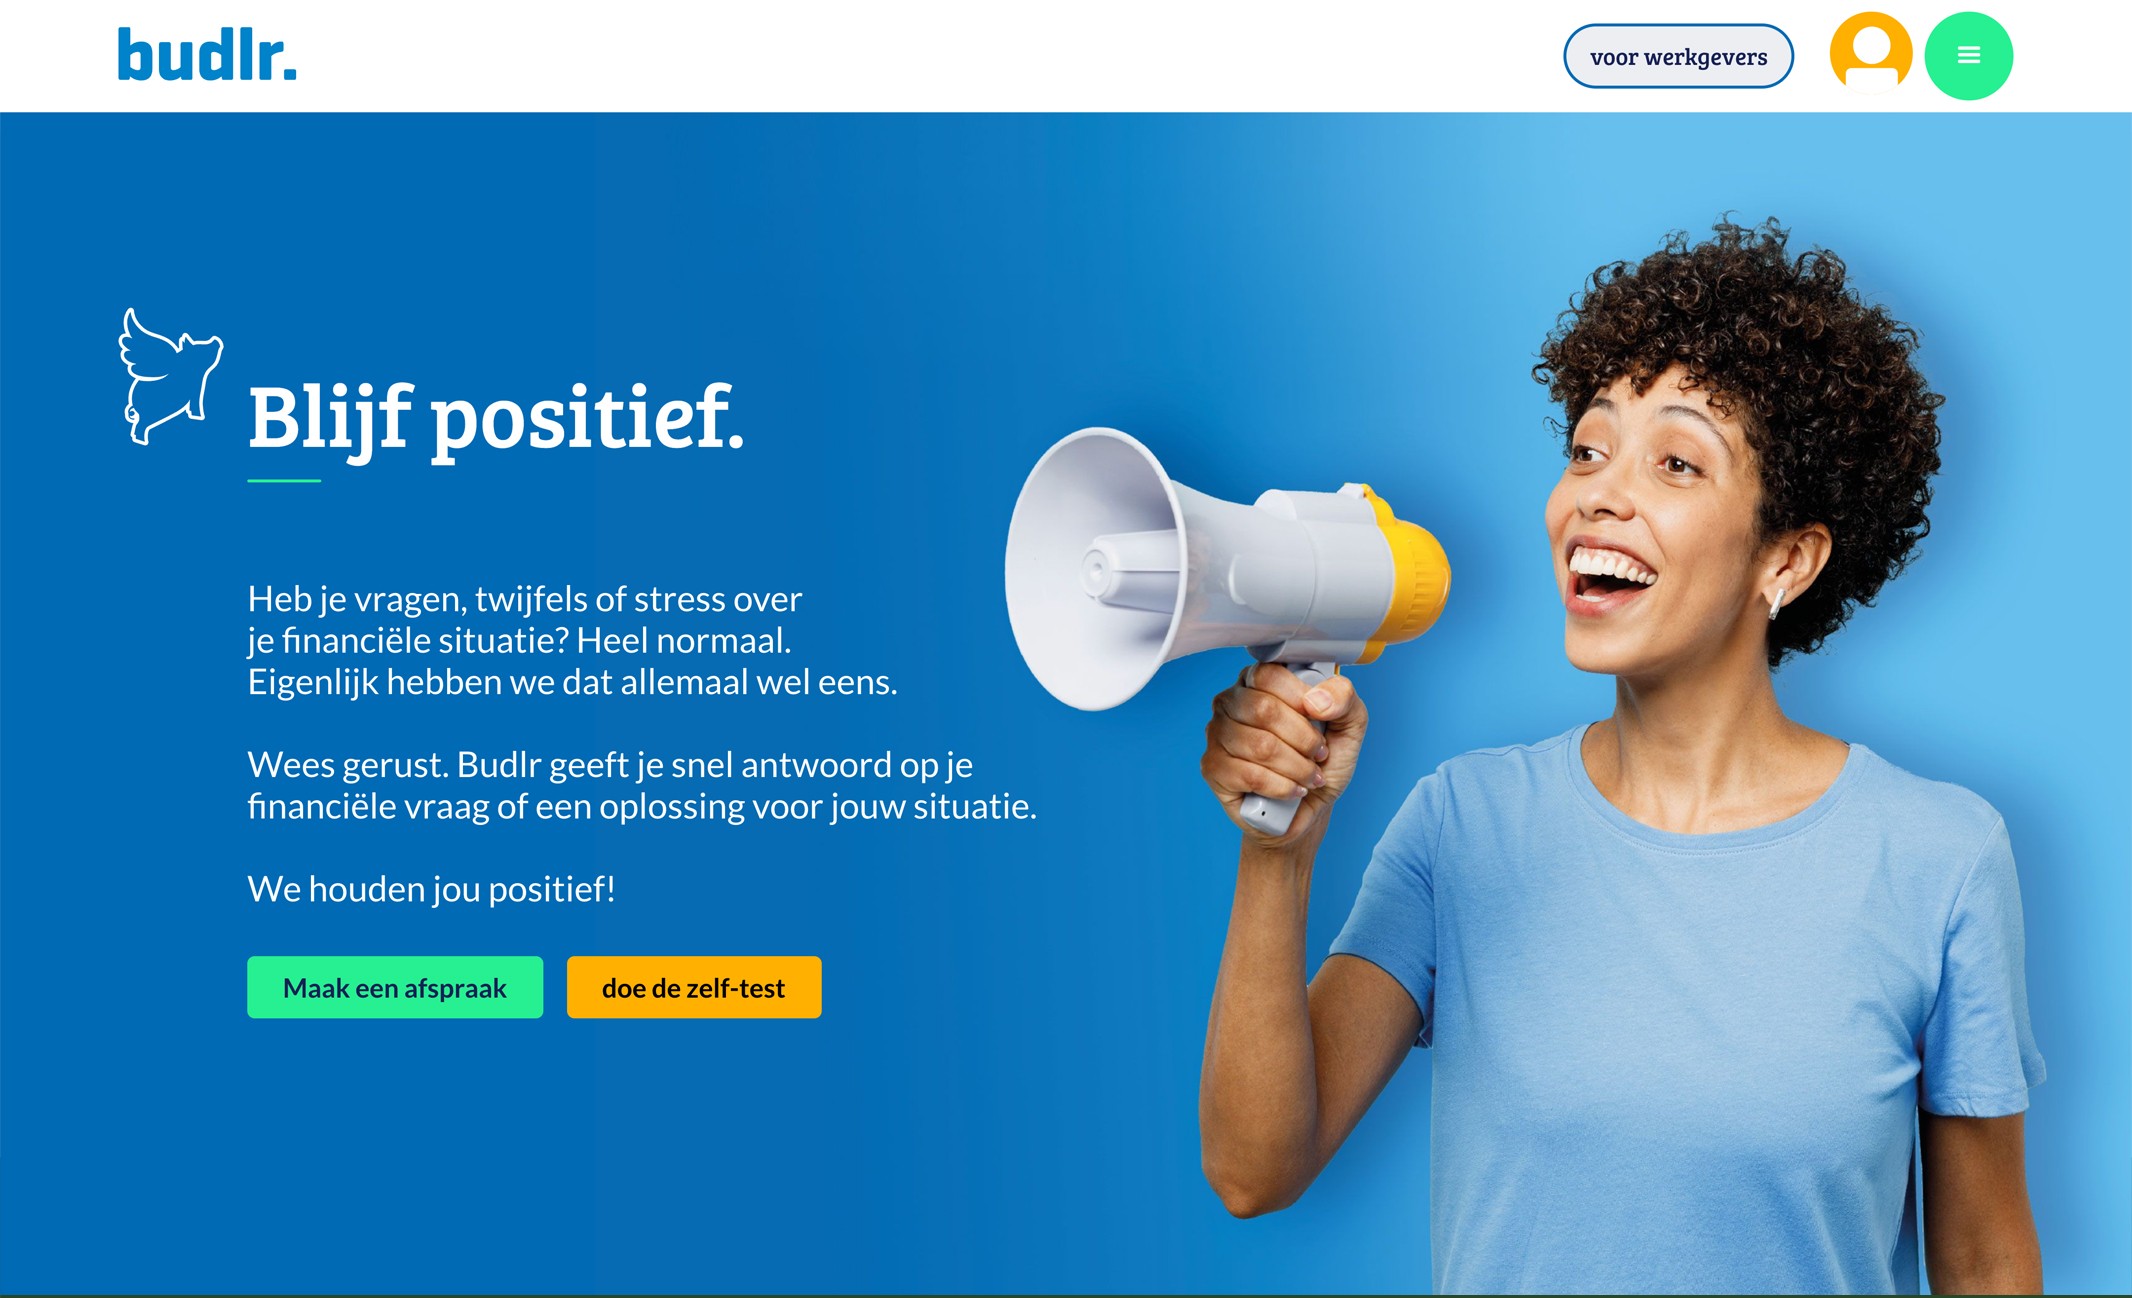 budlr.
voor werkgevers
Blijf positief.
Heb je vragen, twijfels of stress over
je financiële situatie? Heel normaal.
Eigenlijk hebben we dat allemaal wel eens.
Wees gerust. Budlr geeft je snel antwoord op je
financiële vraag of een oplossing voor jouw situatie.
We houden jou positief!
Maak een afspraak
doe de zelf-test